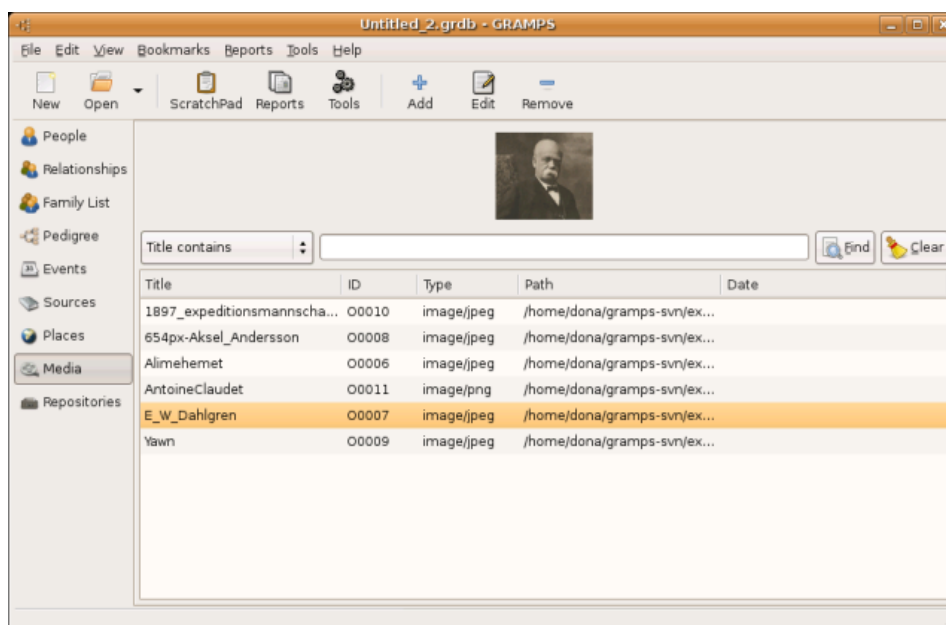 Untitled_2.grdb - GRAMPS
File Edit View Bookmarks Reports Tools Help
New Open ScratchPad Reports Tools Add Edit Remove
People
Relationships
Family List
Pedigree
Events
Sources
Places
Media
Repositories
Title contains Find Clear
Title ID Type Path Date
1897_expeditionsmannscha... O0010 image/jpeg /home/dona/gramps-svn/ex...
654px-Aksel_Andersson O0008 image/jpeg /home/dona/gramps-svn/ex...
Alimehemet O0006 image/jpeg /home/dona/gramps-svn/ex...
AntoineClaudet O0011 image/png /home/dona/gramps-svn/ex...
E_W_Dahlgren O0007 image/jpeg /home/dona/gramps-svn/ex...
Yawn O0009 image/jpeg /home/dona/gramps-svn/ex...